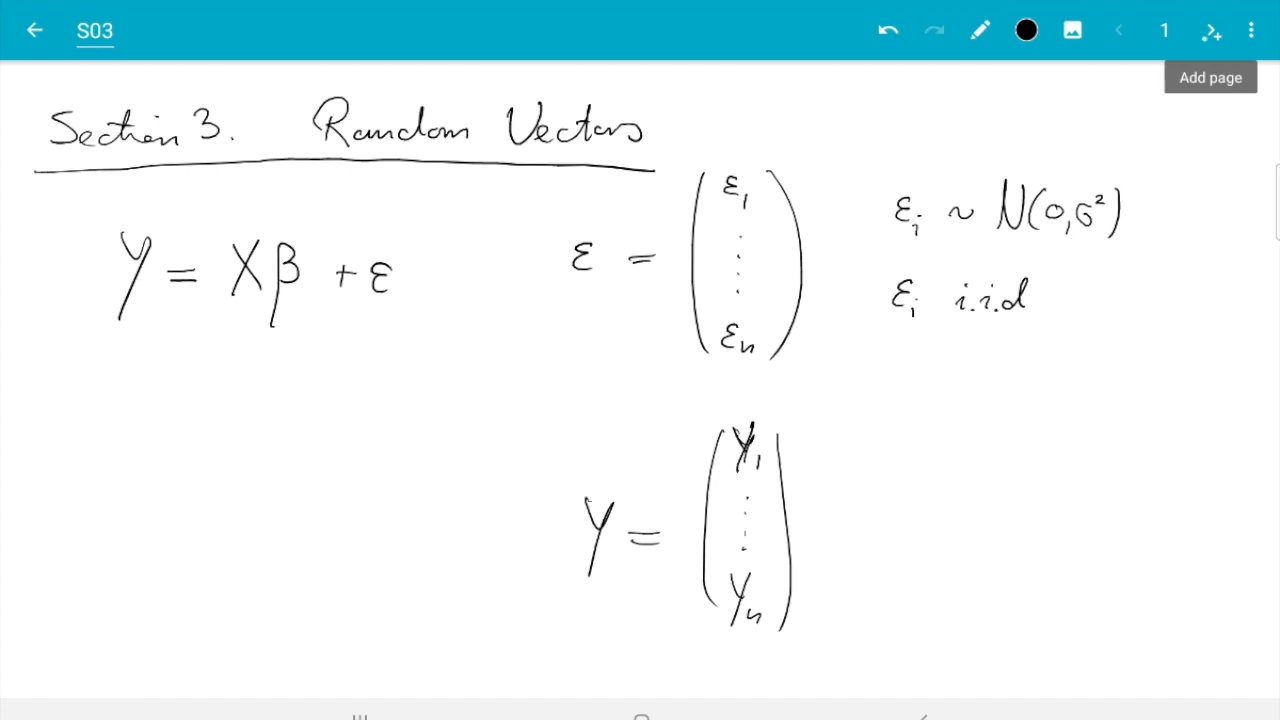 S03
1
Add page
Section 3. Random Vectors
Y = Xβ + ε
ε = (ε₁ ⋮ εₙ)
εᵢ ~ N(0,σ²)
εᵢ i.i.d
Y = (Y₁ ⋮ Yₙ)